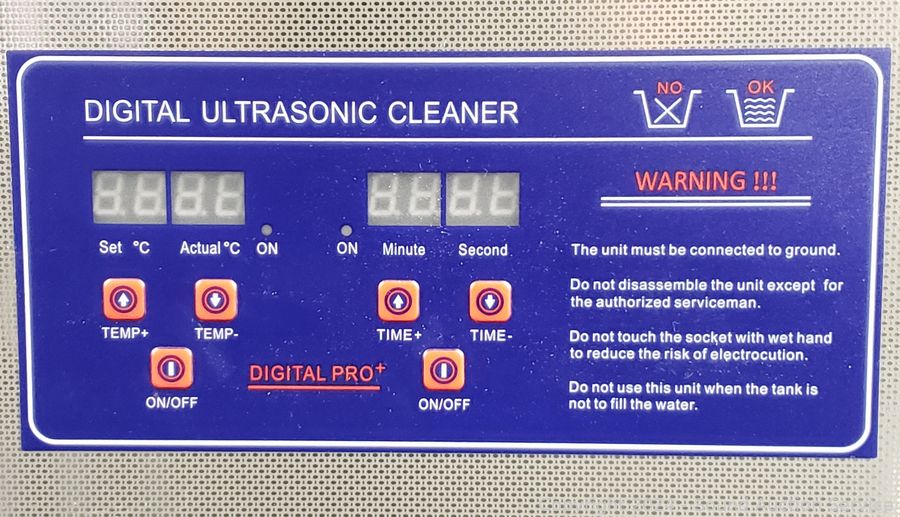 DIGITAL ULTRASONIC CLEANER
NO OK
WARNING !!!
Set °C Actual °C ON ON Minute Second
TEMP+ TEMP- TIME+ TIME-
DIGITAL PRO+
ON/OFF ON/OFF
The unit must be connected to ground.
Do not disassemble the unit except for
the authorized serviceman.
Do not touch the socket with wet hand
to reduce the risk of electrocution.
Do not use this unit when the tank is
not to fill the water.